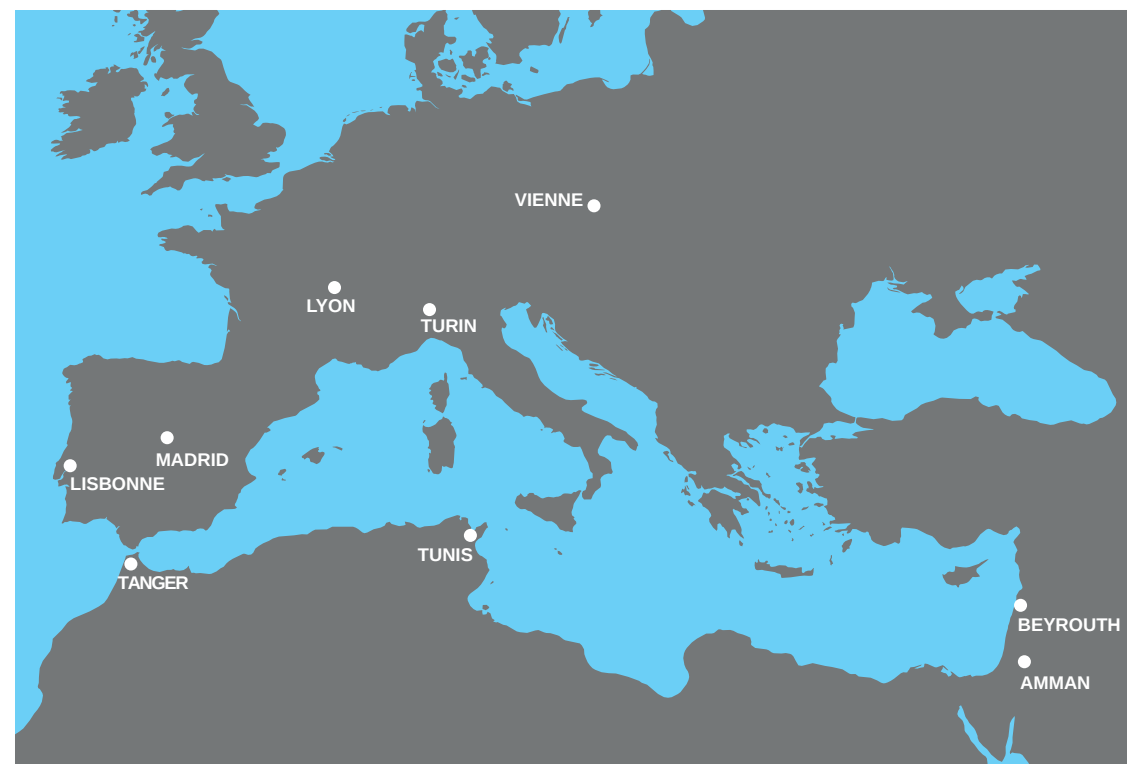 VIENNE
LYON
TURIN
MADRID
LISBONNE
TUNIS
TANGER
BEYROUTH
AMMAN